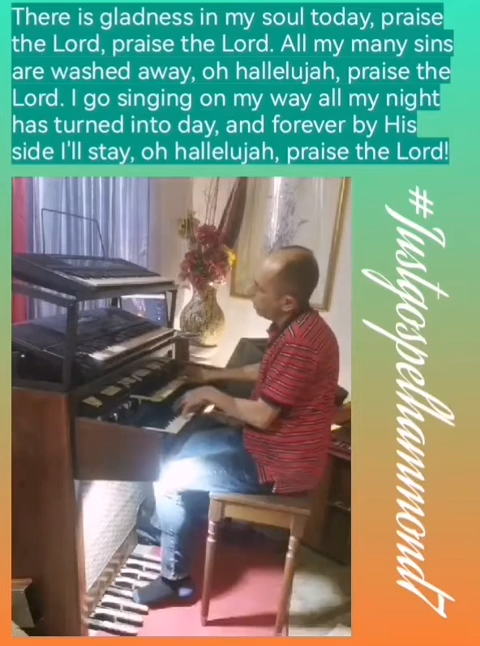 There is gladness in my soul today, praise
the Lord, praise the Lord. All my many sins
are washed away, oh hallelujah, praise the
Lord. I go singing on my way all my night
has turned into day, and forever by His
side I'll stay, oh hallelujah, praise the Lord!
#Justgospelhammond7